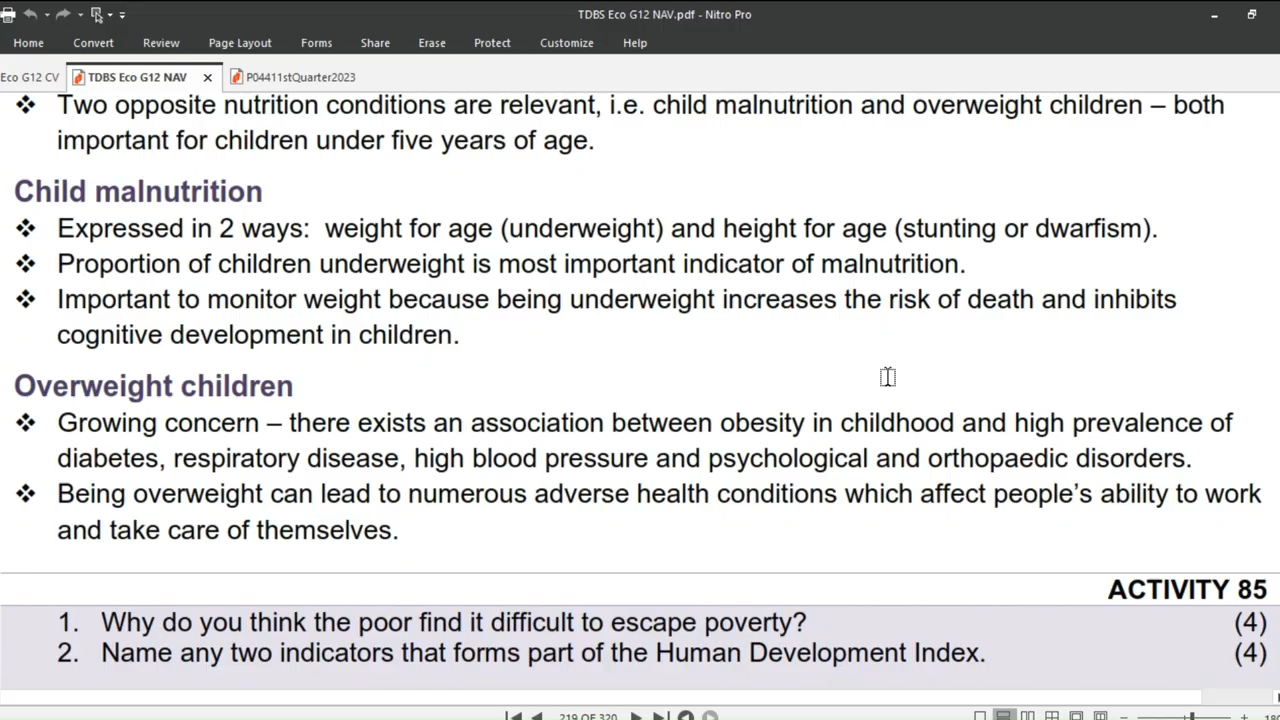 TDBS Eco G12 NAV.pdf - Nitro Pro
Home Convert Review Page Layout Forms Share Erase Protect Customize Help
Eco G12 CV TDBS Eco G12 NAV × P04411stQuarter2023
❖ Two opposite nutrition conditions are relevant, i.e. child malnutrition and overweight children – both
important for children under five years of age.
Child malnutrition
❖ Expressed in 2 ways:  weight for age (underweight) and height for age (stunting or dwarfism).
❖ Proportion of children underweight is most important indicator of malnutrition.
❖ Important to monitor weight because being underweight increases the risk of death and inhibits
cognitive development in children.
Overweight children
❖ Growing concern – there exists an association between obesity in childhood and high prevalence of
diabetes, respiratory disease, high blood pressure and psychological and orthopaedic disorders.
❖ Being overweight can lead to numerous adverse health conditions which affect people’s ability to work
and take care of themselves.
ACTIVITY 85
1. Why do you think the poor find it difficult to escape poverty? (4)
2. Name any two indicators that forms part of the Human Development Index. (4)
219 OF 320